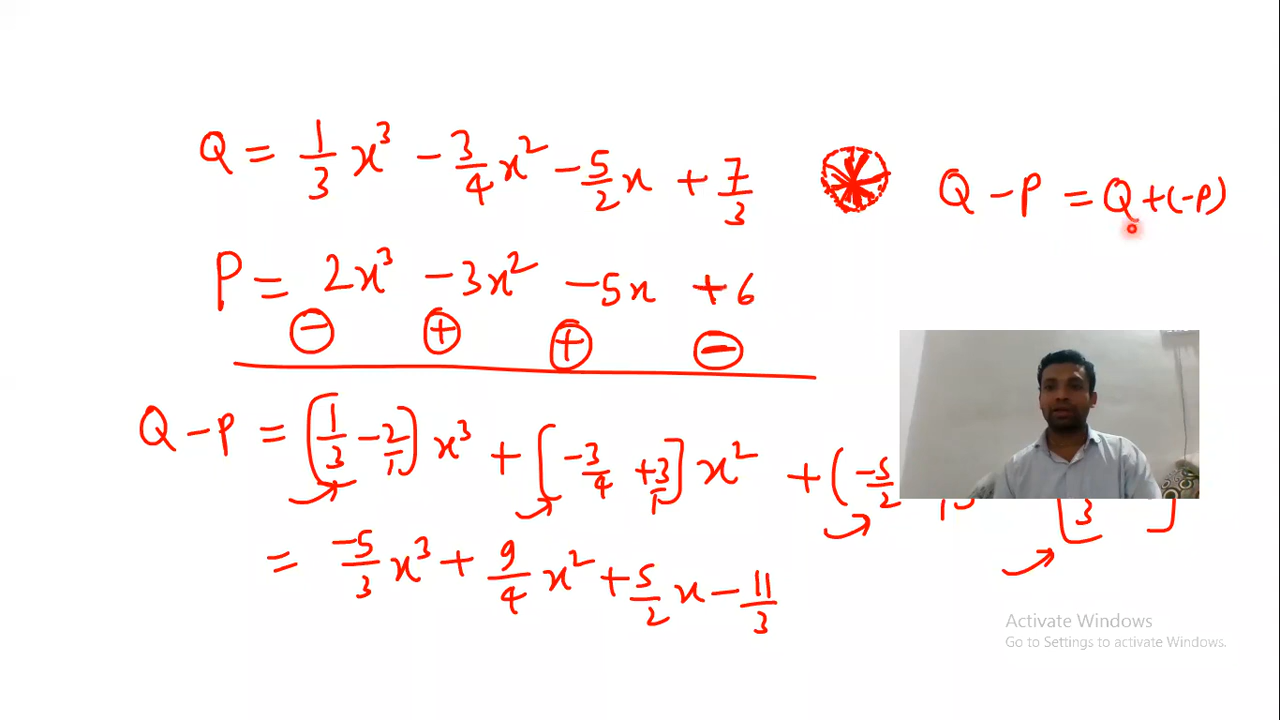 Q = 1/3 x³ - 3/4 x² - 5/2 x + 7/3
Q - P = Q + (-P)
P = 2x³ - 3x² - 5x + 6
⊖ ⊕ ⊕ ⊖
Q - P = (1/3 - 2/1) x³ + [-3/4 + 3/1] x² + (-5/2
= -5/3 x³ + 9/4 x² + 5/2 x - 11/3
Activate Windows
Go to Settings to activate Windows.